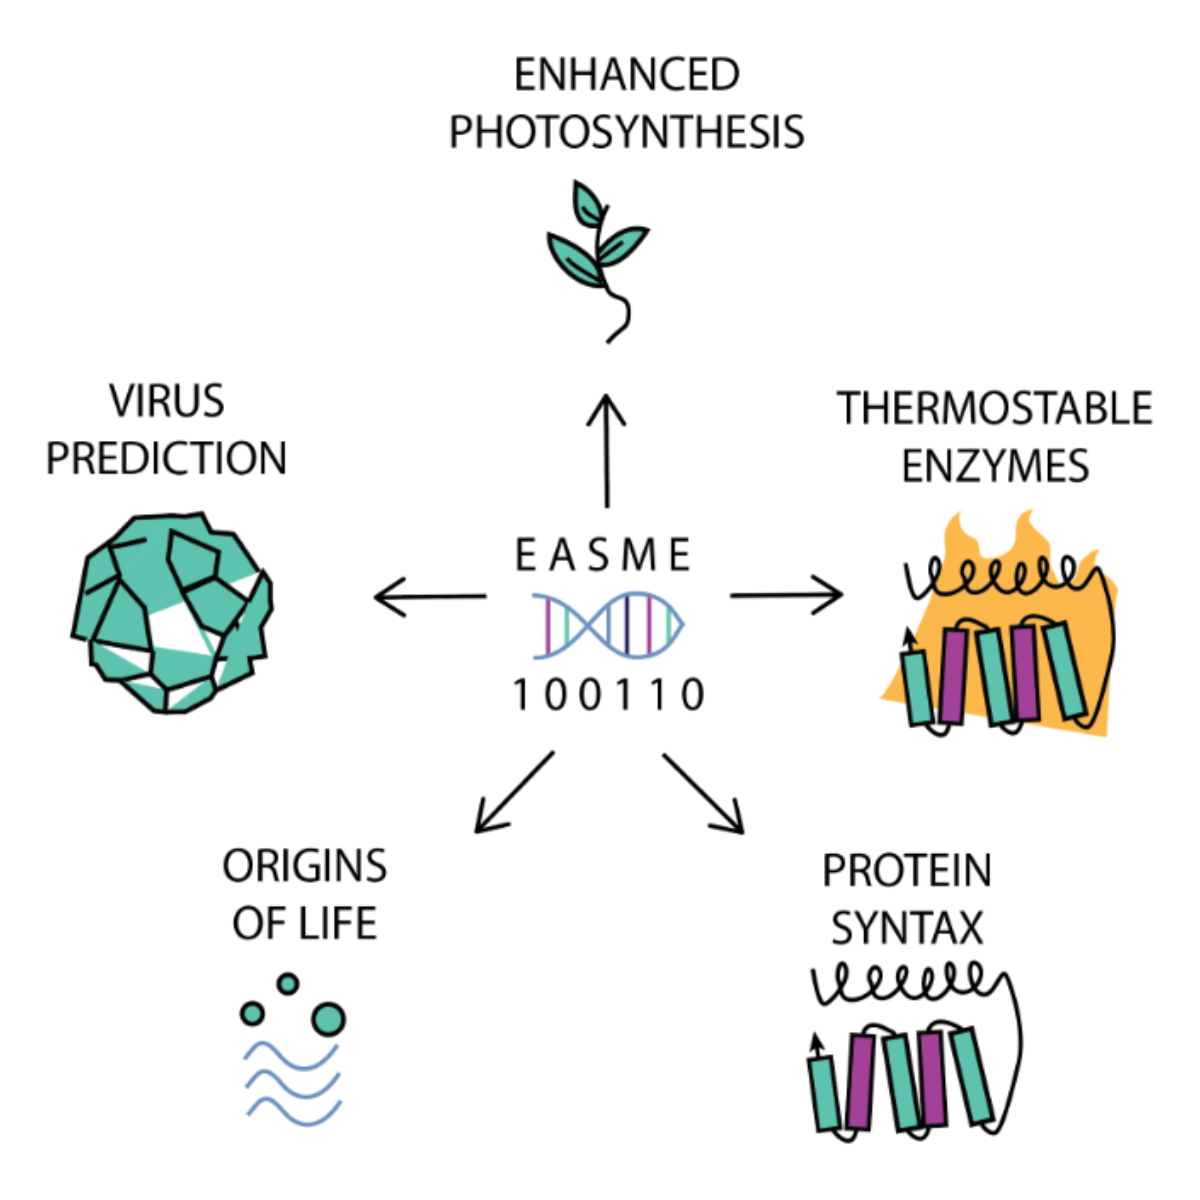 ENHANCED
PHOTOSYNTHESIS
VIRUS
PREDICTION
THERMOSTABLE
ENZYMES
EASME
100110
ORIGINS
OF LIFE
PROTEIN
SYNTAX